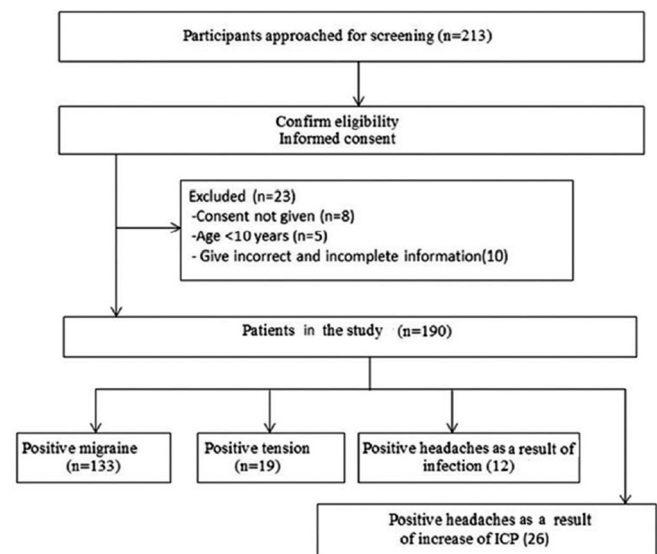 Participants approached for screening (n=213)
Confirm eligibility
Informed consent
Excluded (n=23)
-Consent not given (n=8)
-Age <10 years (n=5)
- Give incorrect and incomplete information(10)
Patients in the study (n=190)
Positive migraine
(n=133)
Positive tension
(n=19)
Positive headaches as a result of
infection (12)
Positive headaches as a result
of increase of ICP (26)